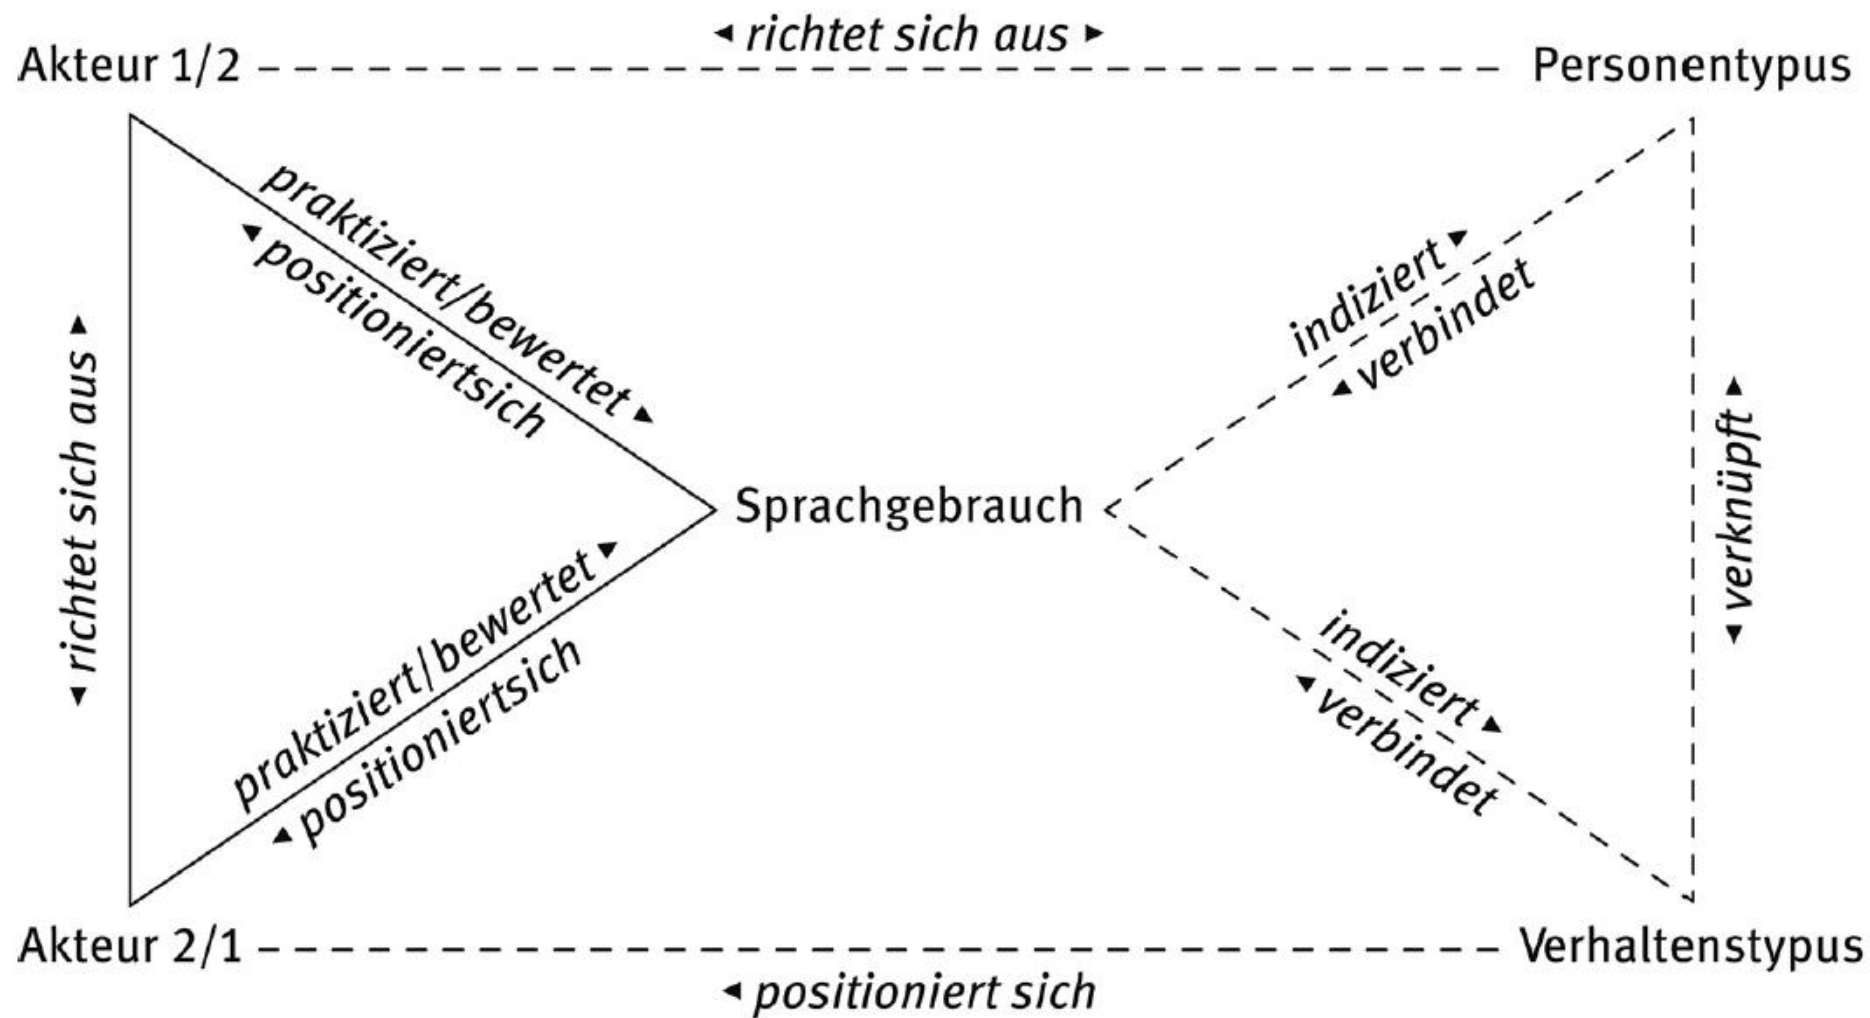 ◂ richtet sich aus ▸
Akteur 1/2
Personentypus
praktiziert/bewertet ▸
◂ positioniertsich
indiziert ▸
◂ verbindet
◂ richtet sich aus ▸
Sprachgebrauch
◂ verknüpft ▸
praktiziert/bewertet ▸
◂ positioniertsich
indiziert ▸
◂ verbindet
Akteur 2/1
Verhaltenstypus
◂ positioniert sich